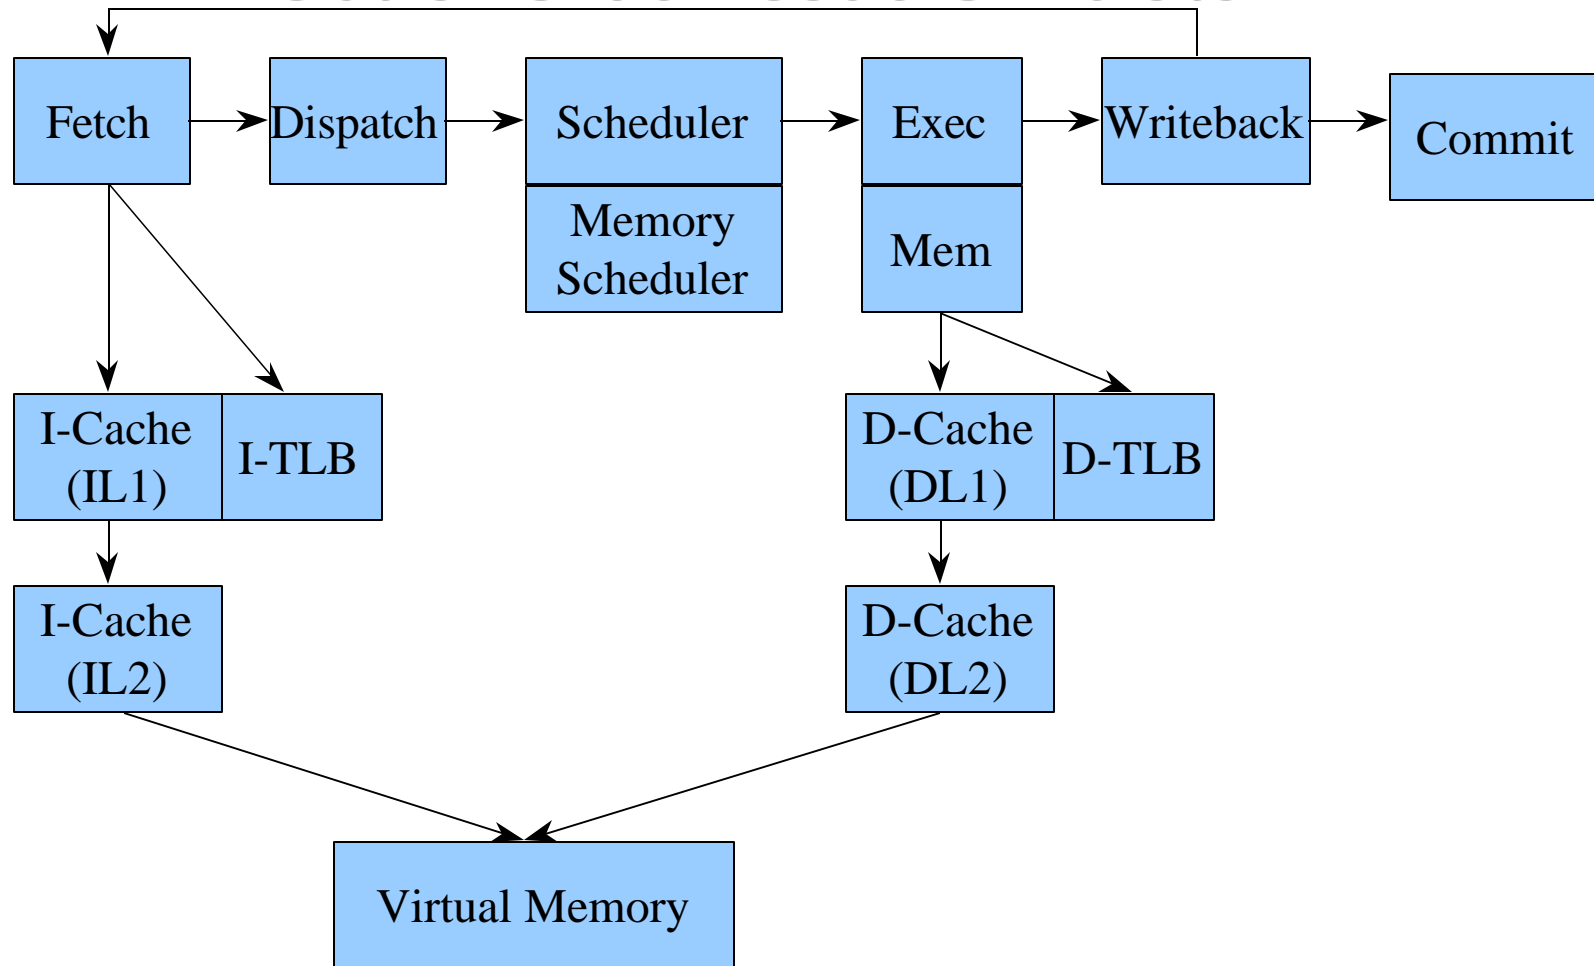 Fetch
Dispatch
Scheduler
Exec
Writeback
Commit
Memory
Scheduler
Mem
I-Cache
(IL1)
I-TLB
D-Cache
(DL1)
D-TLB
I-Cache
(IL2)
D-Cache
(DL2)
Virtual Memory